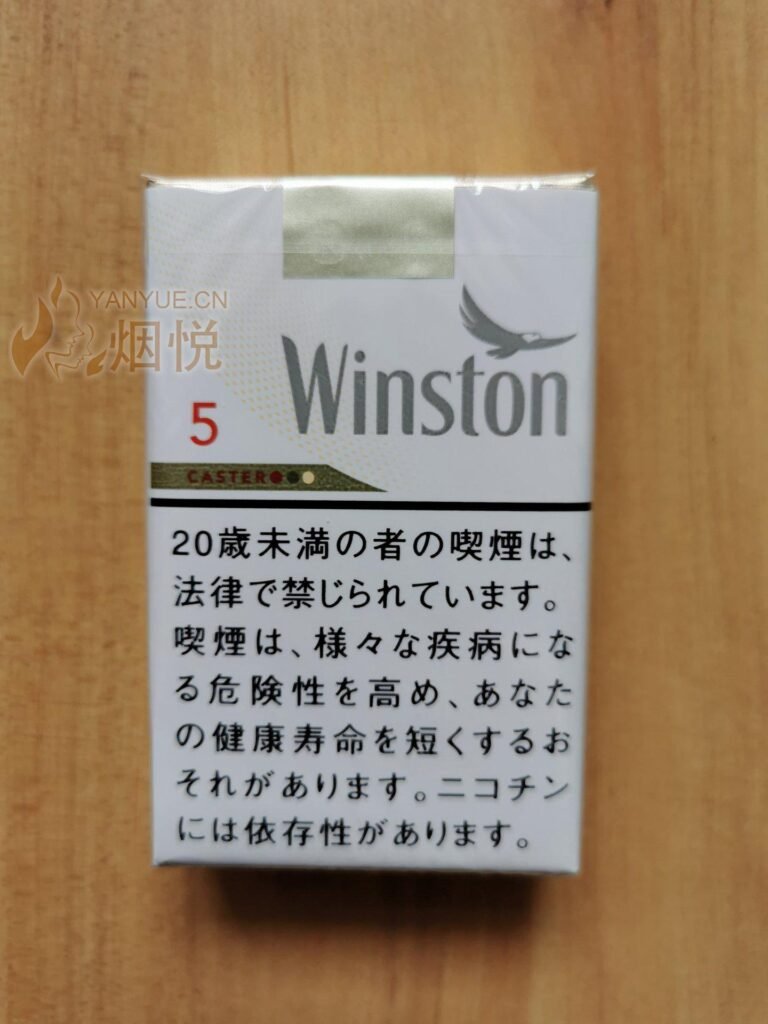 YANYUE.CN
烟悦
Winston
5
CASTER
20歳未満の者の喫煙は、
法律で禁じられています。
喫煙は、様々な疾病にな
る危険性を高め、あなた
の健康寿命を短くするお
それがあります。ニコチン
には依存性があります。